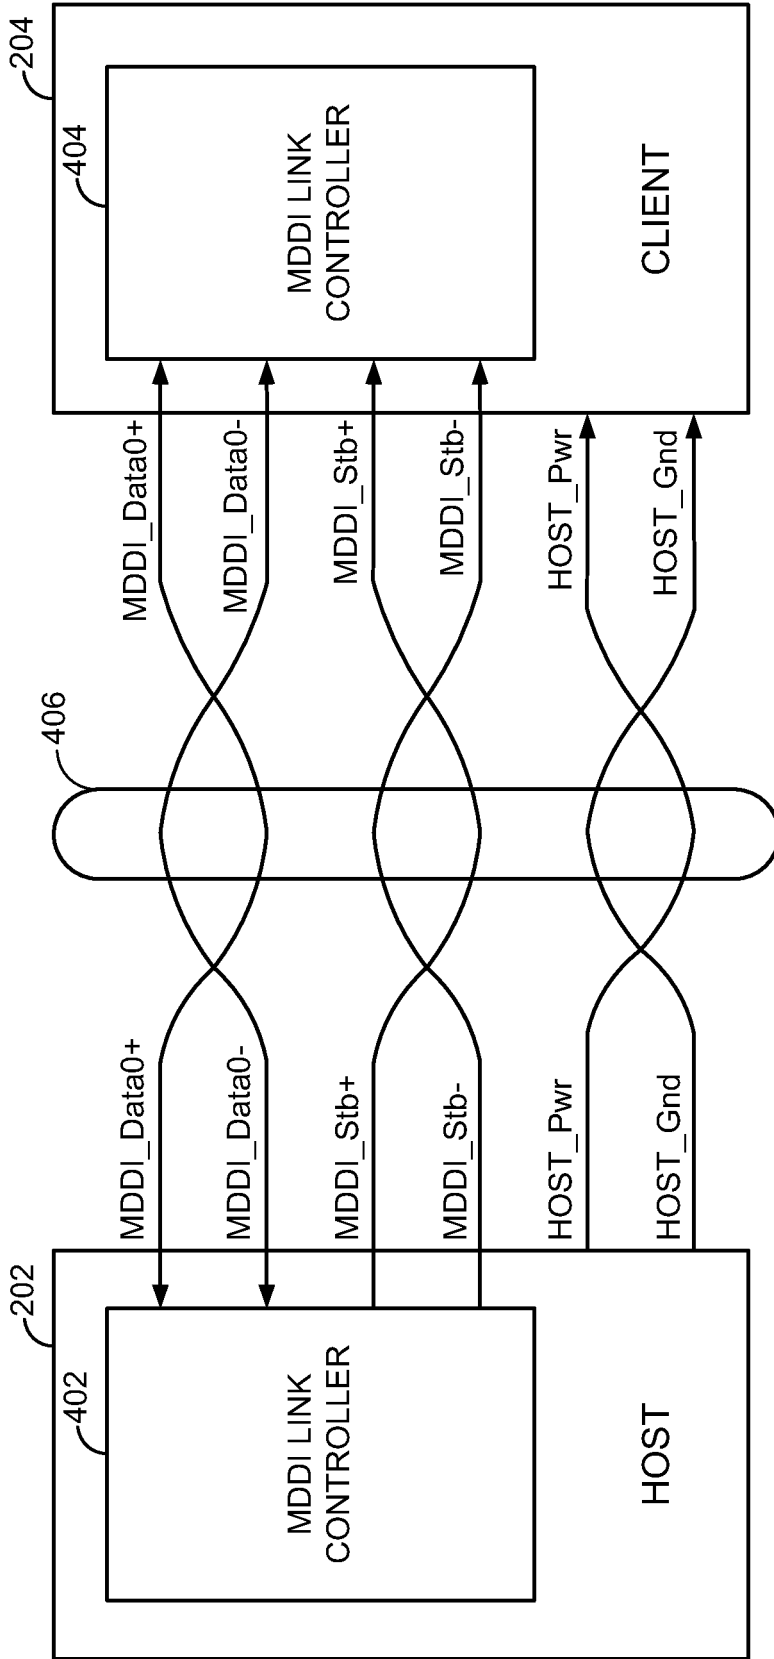 202
402
MDDI LINK
CONTROLLER
HOST
MDDI_Data0+
MDDI_Data0-
MDDI_Stb+
MDDI_Stb-
HOST_Pwr
HOST_Gnd
406
MDDI_Data0+
MDDI_Data0-
MDDI_Stb+
MDDI_Stb-
HOST_Pwr
HOST_Gnd
204
404
MDDI LINK
CONTROLLER
CLIENT